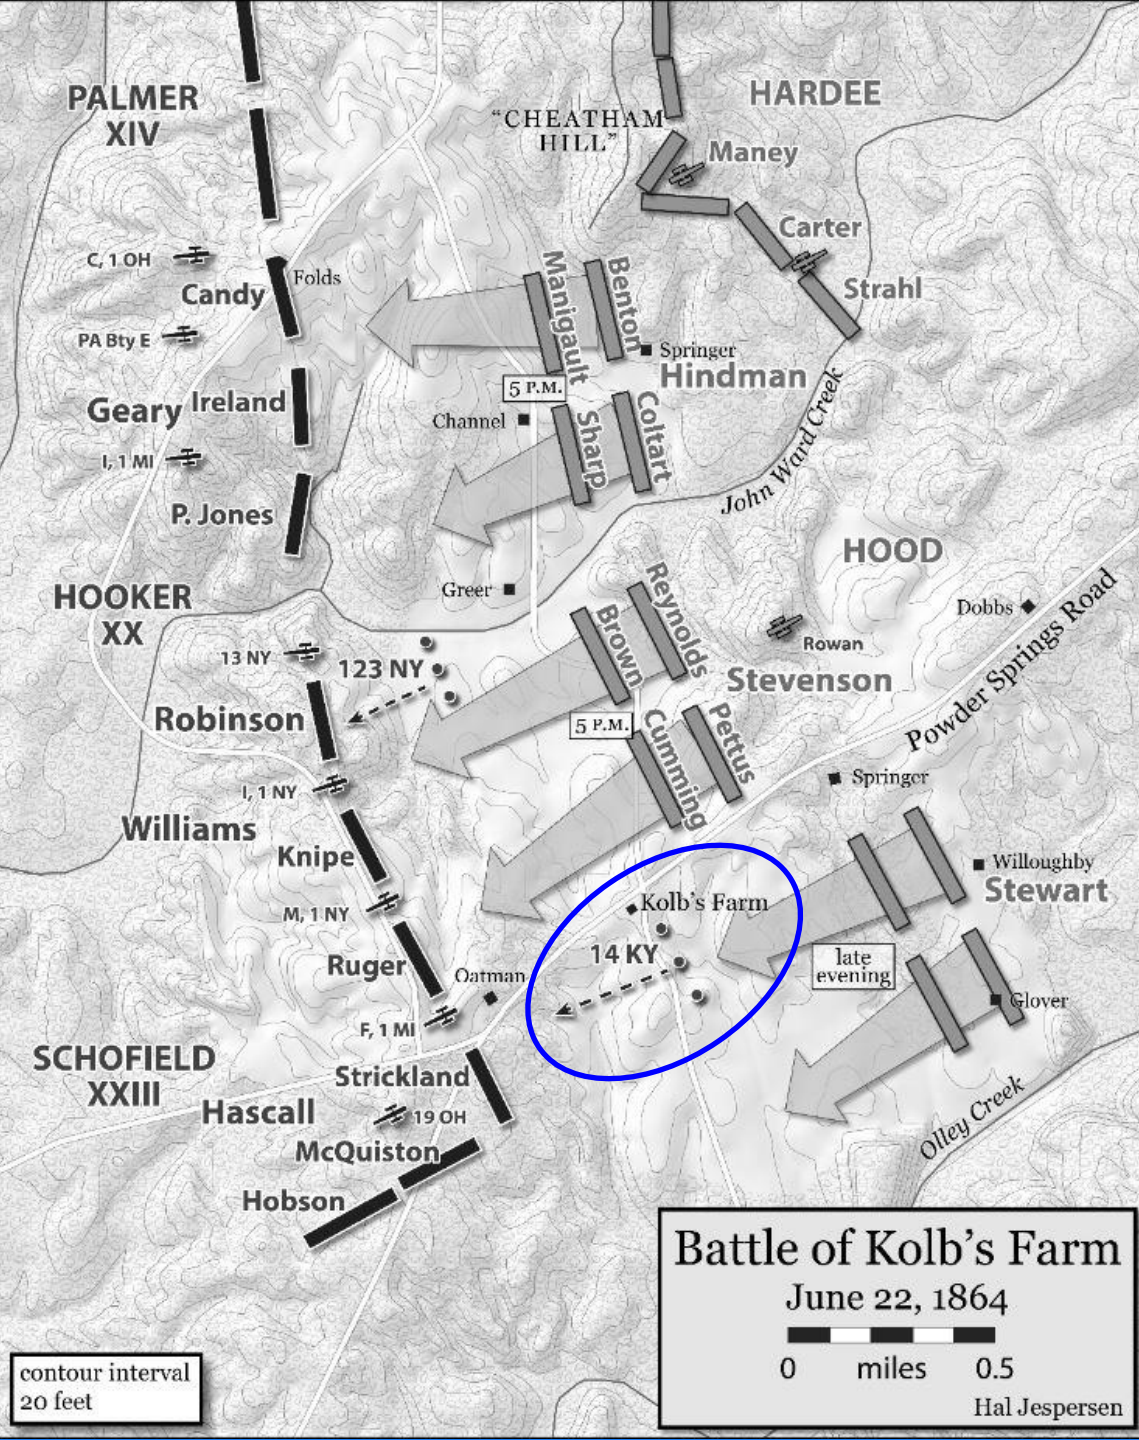 PALMER
XIV
HARDEE
"CHEATHAM
HILL"
Maney
Carter
Strahl
C, 1 OH
Folds
Candy
PA Bty E
Manigault
Benton
Springer
Hindman
5 P.M.
Geary
Ireland
Channel
Sharp
Coltart
I, 1 MI
John Ward Creek
P. Jones
HOOD
HOOKER
XX
Greer
Reynolds
Brown
Dobbs
Rowan
Powder Springs Road
13 NY
123 NY
Stevenson
Robinson
5 P.M.
Cumming
Pettus
Springer
I, 1 NY
Williams
Knipe
Willoughby
Stewart
M, 1 NY
Kolb's Farm
14 KY
late
evening
Ruger
Oatman
Glover
F, 1 MI
SCHOFIELD
XXIII
Strickland
Hascall
19 OH
Olley Creek
McQuiston
Hobson
Battle of Kolb's Farm
June 22, 1864
0 miles 0.5
Hal Jespersen
contour interval
20 feet